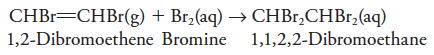 CHBr=CHBr(g) + Br₂(aq) → CHBr₂CHBr₂(aq)
1,2-Dibromoethene Bromine 1,1,2,2-Dibromoethane